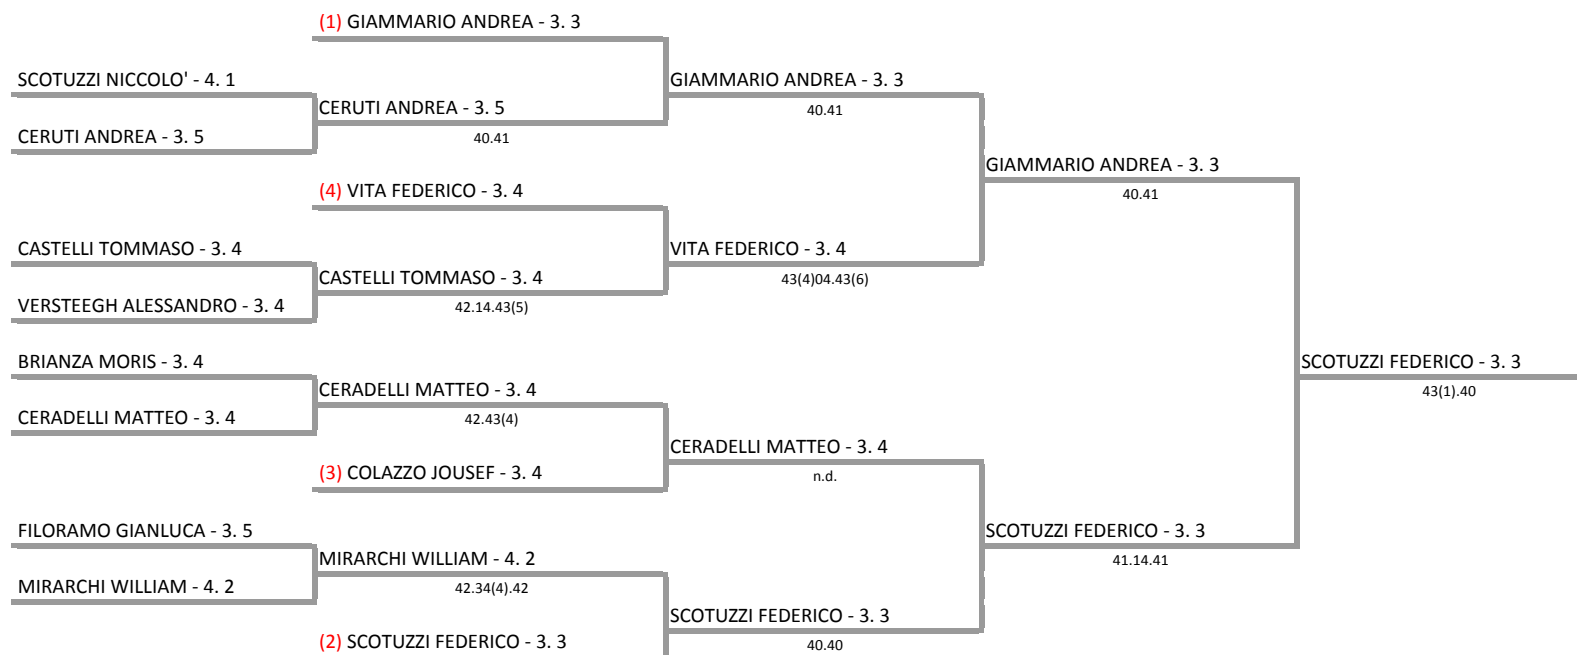 (1) GIAMMARIO ANDREA - 3. 3
SCOTUZZI NICCOLO' - 4. 1
GIAMMARIO ANDREA - 3. 3
CERUTI ANDREA - 3. 5
40.41
CERUTI ANDREA - 3. 5
40.41
GIAMMARIO ANDREA - 3. 3
(4) VITA FEDERICO - 3. 4
40.41
CASTELLI TOMMASO - 3. 4
VITA FEDERICO - 3. 4
CASTELLI TOMMASO - 3. 4
43(4)04.43(6)
VERSTEEGH ALESSANDRO - 3. 4
42.14.43(5)
BRIANZA MORIS - 3. 4
SCOTUZZI FEDERICO - 3. 3
CERADELLI MATTEO - 3. 4
43(1).40
CERADELLI MATTEO - 3. 4
42.43(4)
CERADELLI MATTEO - 3. 4
(3) COLAZZO JOUSEF - 3. 4
n.d.
FILORAMO GIANLUCA - 3. 5
SCOTUZZI FEDERICO - 3. 3
MIRARCHI WILLIAM - 4. 2
41.14.41
MIRARCHI WILLIAM - 4. 2
42.34(4).42
SCOTUZZI FEDERICO - 3. 3
(2) SCOTUZZI FEDERICO - 3. 3
40.40